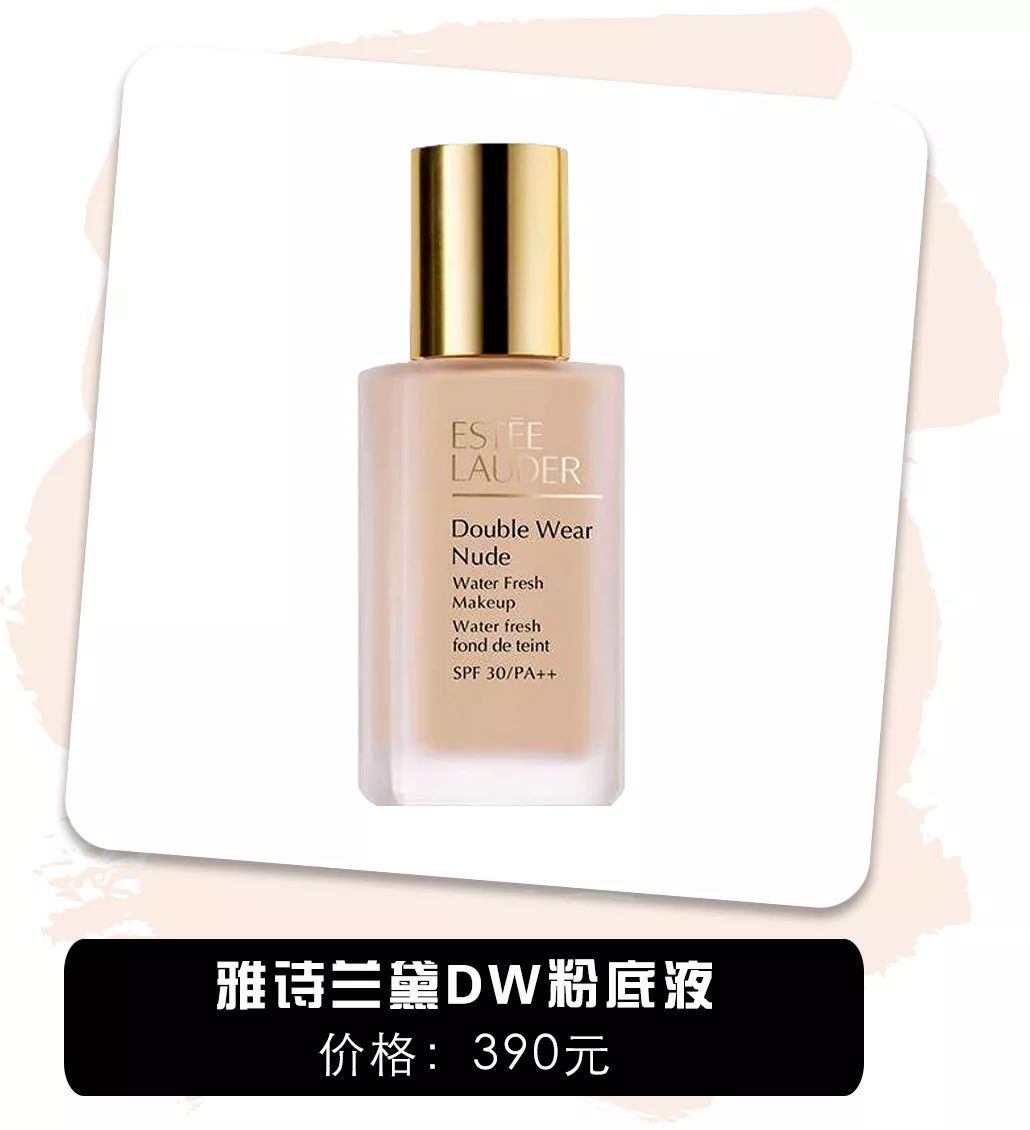 ESTĒE
LAUDER
Double Wear
Nude
Water Fresh
Makeup
Water fresh
fond de teint
SPF 30/PA++
雅诗兰黛DW粉底液
价格：390元